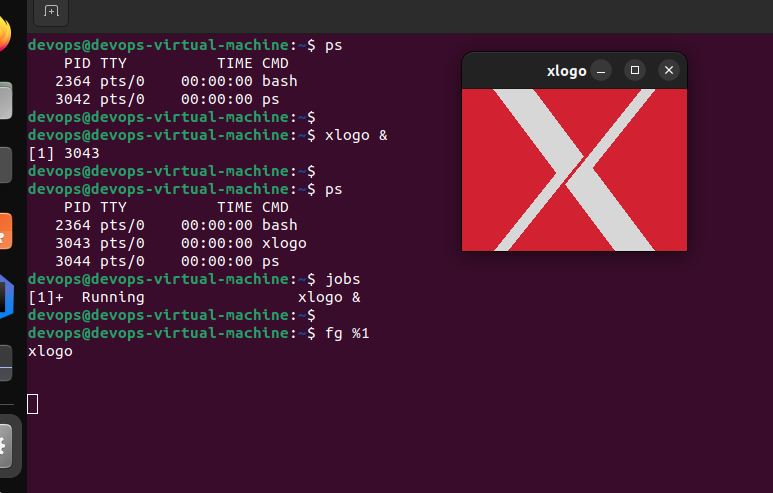 devops@devops-virtual-machine:~$ ps
    PID TTY          TIME CMD
   2364 pts/0    00:00:00 bash
   3042 pts/0    00:00:00 ps
devops@devops-virtual-machine:~$
devops@devops-virtual-machine:~$ xlogo &
[1] 3043
devops@devops-virtual-machine:~$
devops@devops-virtual-machine:~$ ps
    PID TTY          TIME CMD
   2364 pts/0    00:00:00 bash
   3043 pts/0    00:00:00 xlogo
   3044 pts/0    00:00:00 ps
devops@devops-virtual-machine:~$ jobs
[1]+  Running                 xlogo &
devops@devops-virtual-machine:~$
devops@devops-virtual-machine:~$ fg %1
xlogo
xlogo